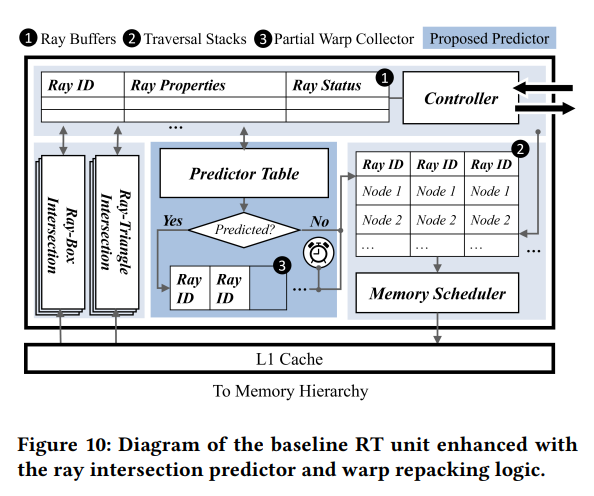 1 Ray Buffers 2 Traversal Stacks 3 Partial Warp Collector Proposed Predictor
Ray ID Ray Properties Ray Status 1
...
Controller
Ray-Box
Intersection
Ray-Triangle
Intersection
Predictor Table
Yes Predicted? No
Ray
ID
Ray
ID
3
...
2
Ray ID Ray ID Ray ID
Node 1 Node 1 Node 1
Node 2 Node 2 Node 2
... ... ...
...
Memory Scheduler
L1 Cache
To Memory Hierarchy
Figure 10: Diagram of the baseline RT unit enhanced with
the ray intersection predictor and warp repacking logic.